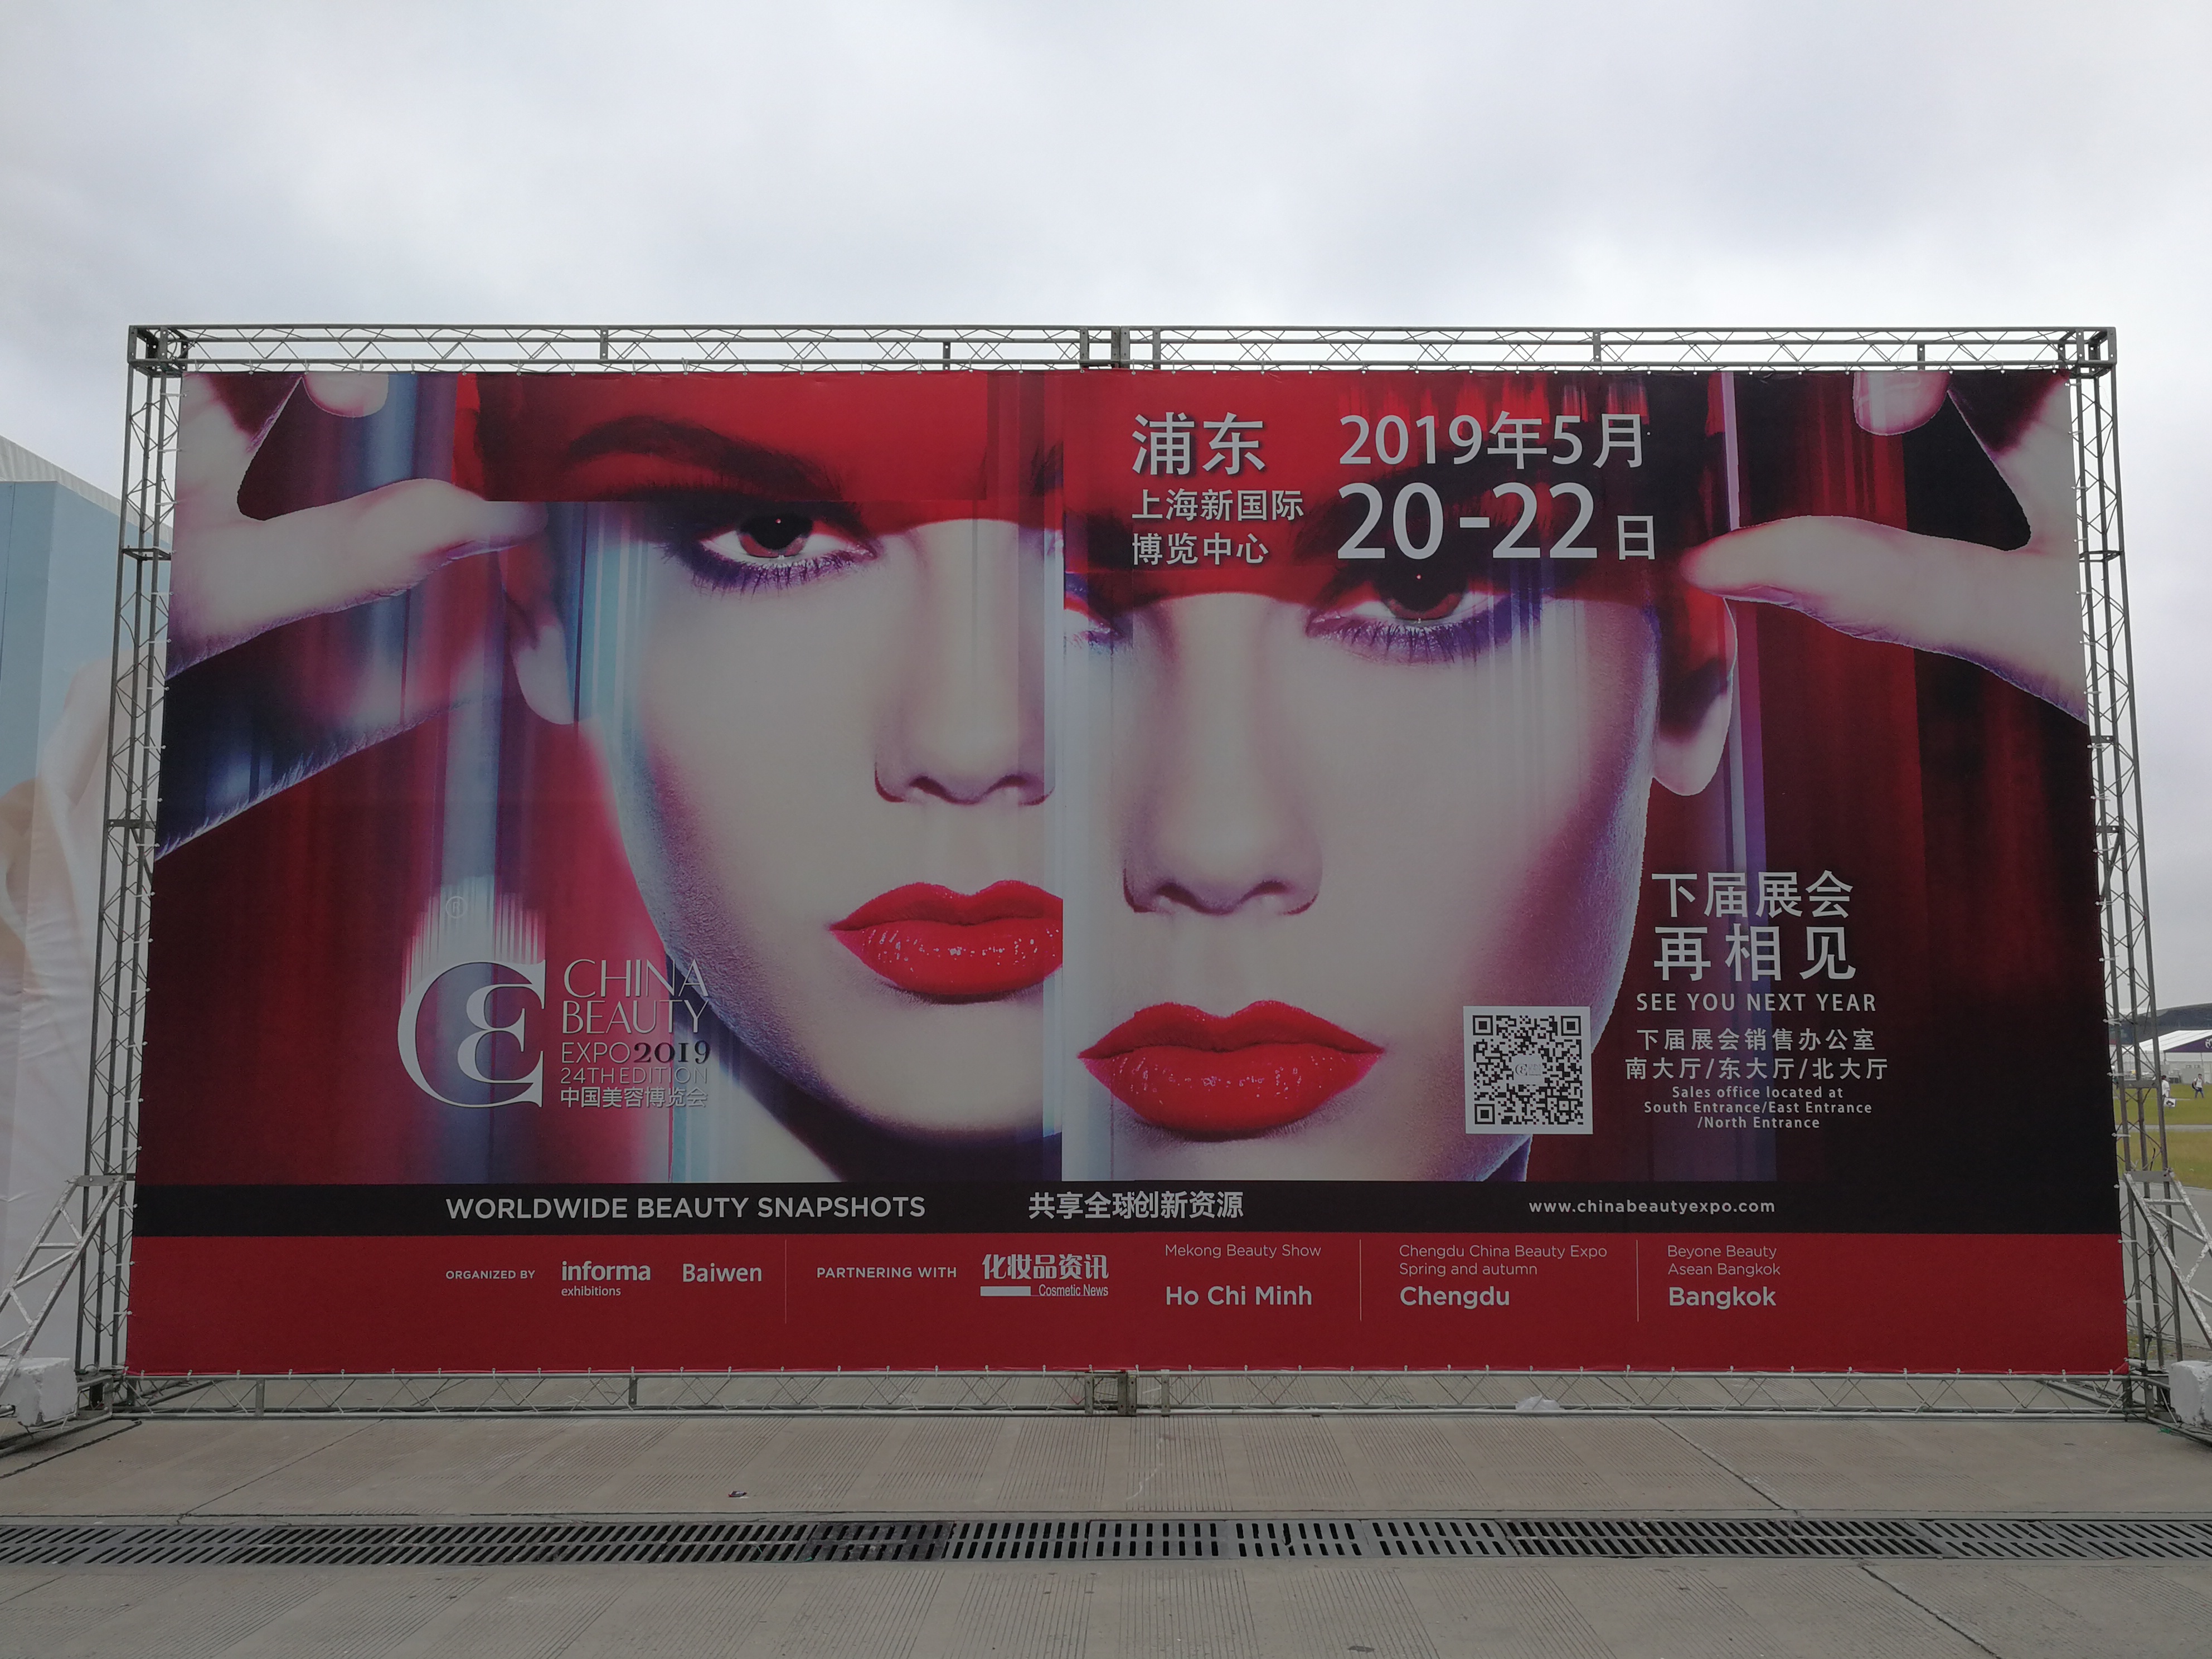 浦东
上海新国际
博览中心
2019年5月
20-22日
CHINA
BEAUTY
EXPO2019
24TH EDITION
中国美容博览会
下届展会
再相见
SEE YOU NEXT YEAR
下届展会销售办公室
南大厅/东大厅/北大厅
Sales office located at
South Entrance/East Entrance
/North Entrance
WORLDWIDE BEAUTY SNAPSHOTS
共享全球创新资源
www.chinabeautyexpo.com
ORGANIZED BY
informa
exhibitions
Baiwen
PARTNERING WITH
化妆品资讯
Cosmetic News
Mekong Beauty Show
Ho Chi Minh
Chengdu China Beauty Expo
Spring and autumn
Chengdu
Beyone Beauty
Asean Bangkok
Bangkok